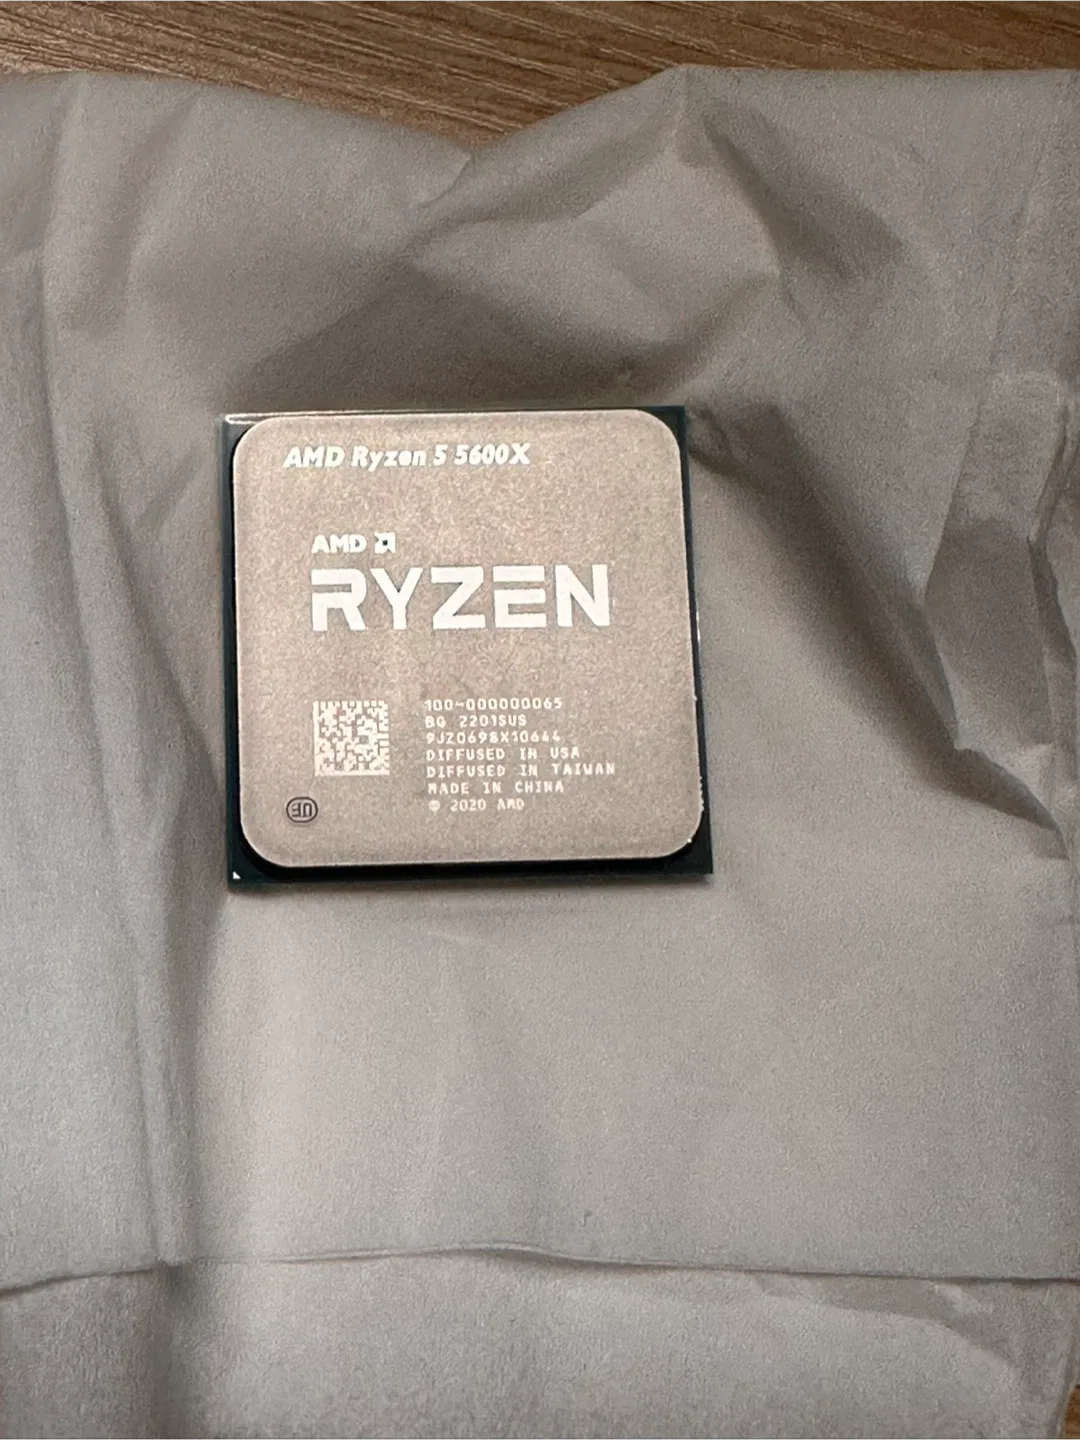 AMD Ryzen 5 5600X
AMD
RYZEN
100-000000065
BG 2201SUS
9JZ0698X10644
DIFFUSED IN USA
DIFFUSED IN TAIWAN
MADE IN CHINA
© 2020 AMD